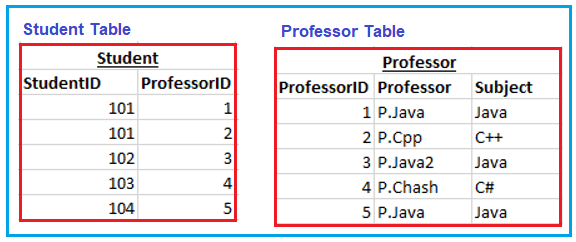 Student Table
Student
StudentID ProfessorID
101 1
101 2
102 3
103 4
104 5
Professor Table
Professor
ProfessorID Professor Subject
1 P.Java Java
2 P.Cpp C++
3 P.Java2 Java
4 P.Chash C#
5 P.Java Java